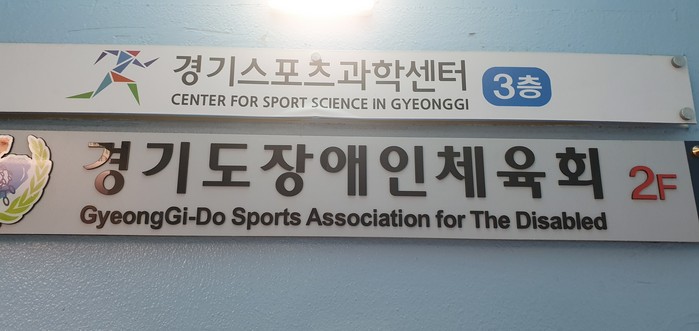 경기스포츠과학센터 3층
CENTER FOR SPORT SCIENCE IN GYEONGGI
경기도장애인체육회 2F
GyeongGi-Do Sports Association for The Disabled